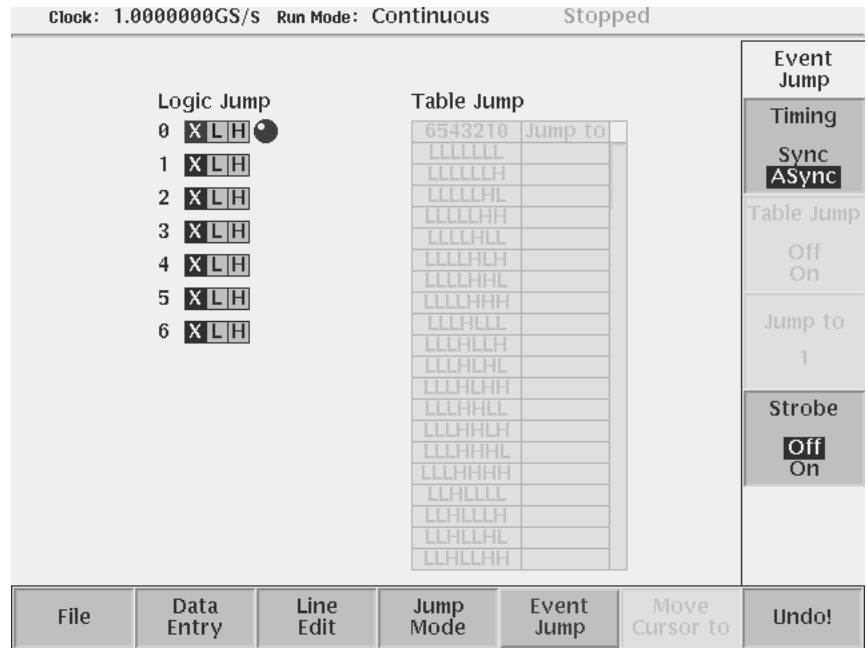 Clock: 1.0000000GS/s Run Mode: Continuous Stopped
Logic Jump
0 X L H
1 X L H
2 X L H
3 X L H
4 X L H
5 X L H
6 X L H
Table Jump
6543210 Jump to
LLLLLLL
LLLLLLH
LLLLLHL
LLLLLHH
LLLLHLL
LLLLHLH
LLLLHHL
LLLLHHH
LLLHLLL
LLLHLLH
LLLHLHL
LLLHLHH
LLLHHLL
LLLHHLH
LLLHHHL
LLLHHHH
LLHLLLL
LLHLLLH
LLHLLHL
LLHLLHH
Event
Jump
Timing
Sync
ASync
Table Jump
Off
On
Jump to
1
Strobe
Off
On
File
Data
Entry
Line
Edit
Jump
Mode
Event
Jump
Move
Cursor to
Undo!